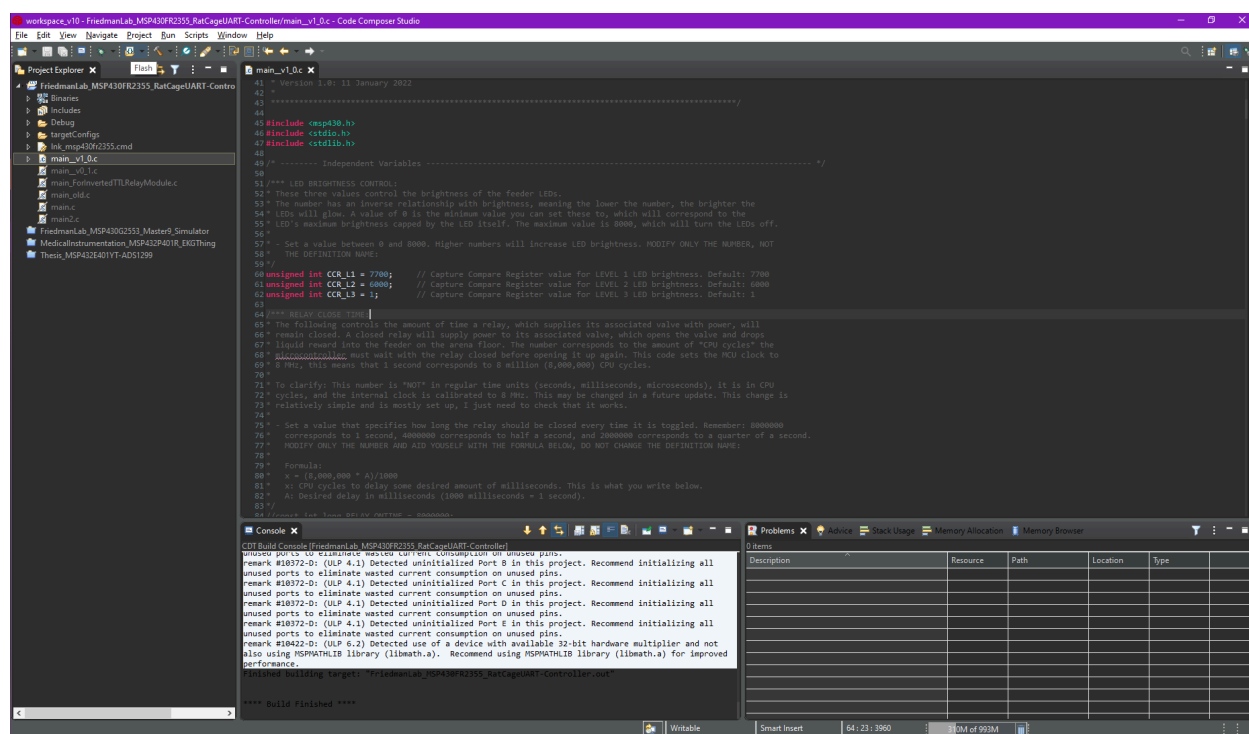 workspace_v10 - FriedmanLab_MSP430FR2355_RatCageUART-Controller/main_v1_0.c - Code Composer Studio
File Edit View Navigate Project Run Scripts Window Help
Project Explorer
Flash
FriedmanLab_MSP430FR2355_RatCageUART-Contro
Binaries
Includes
Debug
targetConfigs
lnk_msp430fr2355.cmd
main_v1_0.c
main_v0_1.c
main_ForInvertedTTLRelayModule.c
main_old.c
main.c
main2.c
FriedmanLab_MSP430G2553_Master9_Simulator
MedicalInstrumentation_MSP432P401R_EKGThing
Thesis_MSP432E401YT-ADS1299
main_v1_0.c
41 * Version 1.0: 11 January 2022
42 *
43 ****************************************************************************************************/
44
45 #include <msp430.h>
46 #include <stdio.h>
47 #include <stdlib.h>
48
49 /* -------- Independent Variables -------------------------------------------------------------------------------- */
50
51 /*** LED BRIGHTNESS CONTROL:
52 * These three values control the brightness of the feeder LEDs.
53 * The number has an inverse relationship with brightness, meaning the lower the number, the brighter the
54 * LEDs will glow. A value of 0 is the minimum value you can set these to, which will correspond to the
55 * LED's maximum brightness capped by the LED itself. The maximum value is 8000, which will turn the LEDs off.
56 *
57 * - Set a value between 0 and 8000. Higher numbers will increase LED brightness. MODIFY ONLY THE NUMBER, NOT
58 * THE DEFINITION NAME:
59 */
60 unsigned int CCR_L1 = 7700; // Capture Compare Register value for LEVEL 1 LED brightness. Default: 7700
61 unsigned int CCR_L2 = 6000; // Capture Compare Register value for LEVEL 2 LED brightness. Default: 6000
62 unsigned int CCR_L3 = 1; // Capture Compare Register value for LEVEL 3 LED brightness. Default: 1
63
64 /*** RELAY CLOSE TIME:
65 * The following controls the amount of time a relay, which supplies its associated valve with power, will
66 * remain closed. A closed relay will supply power to its associated valve, which opens the valve and drops
67 * liquid reward into the feeder on the arena floor. The number corresponds to the amount of "CPU cycles" the
68 * microcontroller must wait with the relay closed before opening it up again. This code sets the MCU clock to
69 * 8 MHz, this means that 1 second corresponds to 8 million (8,000,000) CPU cycles.
70 *
71 * To clarify: This number is *NOT* in regular time units (seconds, milliseconds, microseconds), it is in CPU
72 * cycles, and the internal clock is calibrated to 8 MHz. This may be changed in a future update. This change is
73 * relatively simple and is mostly set up, I just need to check that it works.
74 *
75 * - Set a value that specifies how long the relay should be closed every time it is toggled. Remember: 8000000
76 * corresponds to 1 second, 4000000 corresponds to half a second, and 2000000 corresponds to a quarter of a second.
77 * MODIFY ONLY THE NUMBER AND AID YOUSELF WITH THE FORMULA BELOW, DO NOT CHANGE THE DEFINITION NAME:
78 *
79 * Formula:
80 * x = (8,000,000 * A)/1000
81 * x: CPU cycles to delay some desired amount of milliseconds. This is what you write below.
82 * A: Desired delay in milliseconds (1000 milliseconds = 1 second).
83 */
84 //const int long RELAY_ONTIME = 8000000;
Console
CDT Build Console [FriedmanLab_MSP430FR2355_RatCageUART-Controller]
unused ports to eliminate wasted current consumption on unused pins.
remark #10372-D: (ULP 4.1) Detected uninitialized Port B in this project. Recommend initializing all
unused ports to eliminate wasted current consumption on unused pins.
remark #10372-D: (ULP 4.1) Detected uninitialized Port C in this project. Recommend initializing all
unused ports to eliminate wasted current consumption on unused pins.
remark #10372-D: (ULP 4.1) Detected uninitialized Port D in this project. Recommend initializing all
unused ports to eliminate wasted current consumption on unused pins.
remark #10372-D: (ULP 4.1) Detected uninitialized Port E in this project. Recommend initializing all
unused ports to eliminate wasted current consumption on unused pins.
remark #10422-D: (ULP 6.2) Detected use of a device with available 32-bit hardware multiplier and not
also using MSPMATHLIB library (libmath.a). Recommend using MSPMATHLIB library (libmath.a) for improved
performance.
Finished building target: "FriedmanLab_MSP430FR2355_RatCageUART-Controller.out"
**** Build Finished ****
Problems Advice Stack Usage Memory Allocation Memory Browser
0 items
Description Resource Path Location Type
Writable Smart Insert 64 : 23 : 3960 310M of 993M